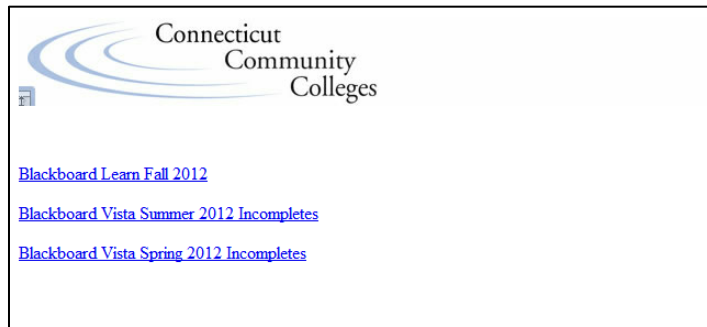 Connecticut
Community
Colleges
Blackboard Learn Fall 2012
Blackboard Vista Summer 2012 Incompletes
Blackboard Vista Spring 2012 Incompletes